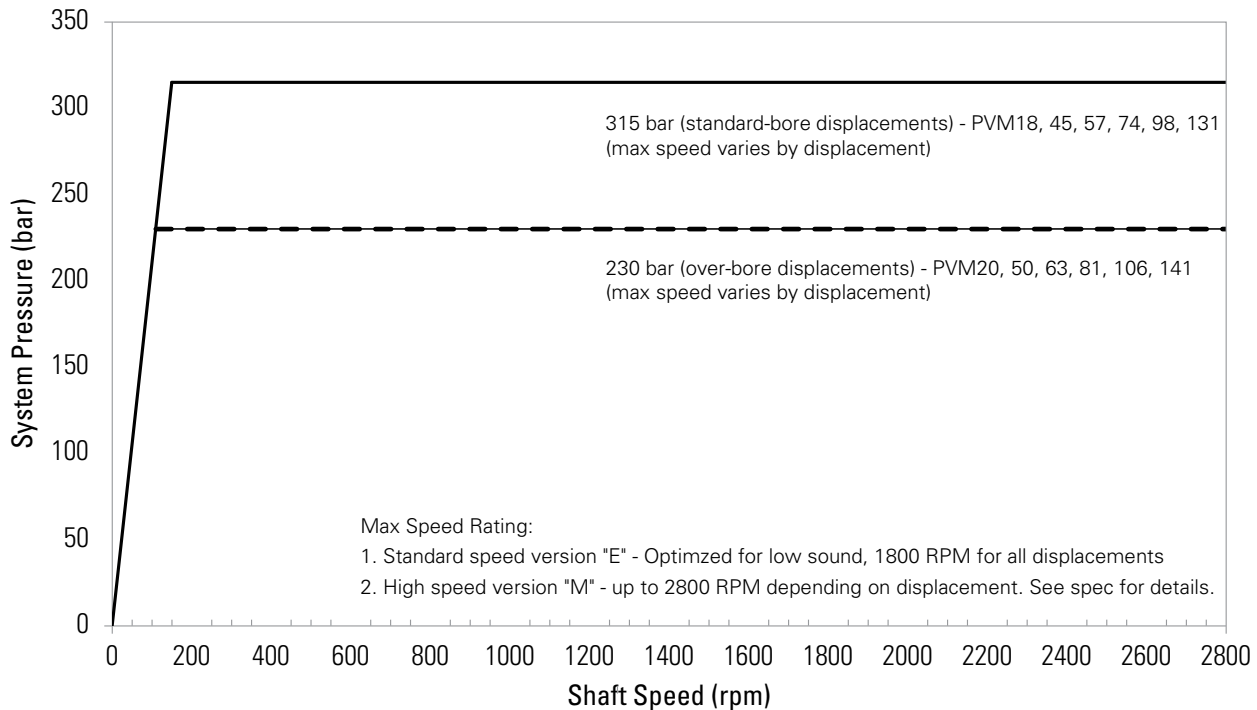 350
300
250
200
150
100
50
0
System Pressure (bar)
315 bar (standard-bore displacements) - PVM18, 45, 57, 74, 98, 131
(max speed varies by displacement)
230 bar (over-bore displacements) - PVM20, 50, 63, 81, 106, 141
(max speed varies by displacement)
Max Speed Rating:
1. Standard speed version "E" - Optimzed for low sound, 1800 RPM for all displacements
2. High speed version "M" - up to 2800 RPM depending on displacement. See spec for details.
0 200 400 600 800 1000 1200 1400 1600 1800 2000 2200 2400 2600 2800
Shaft Speed (rpm)